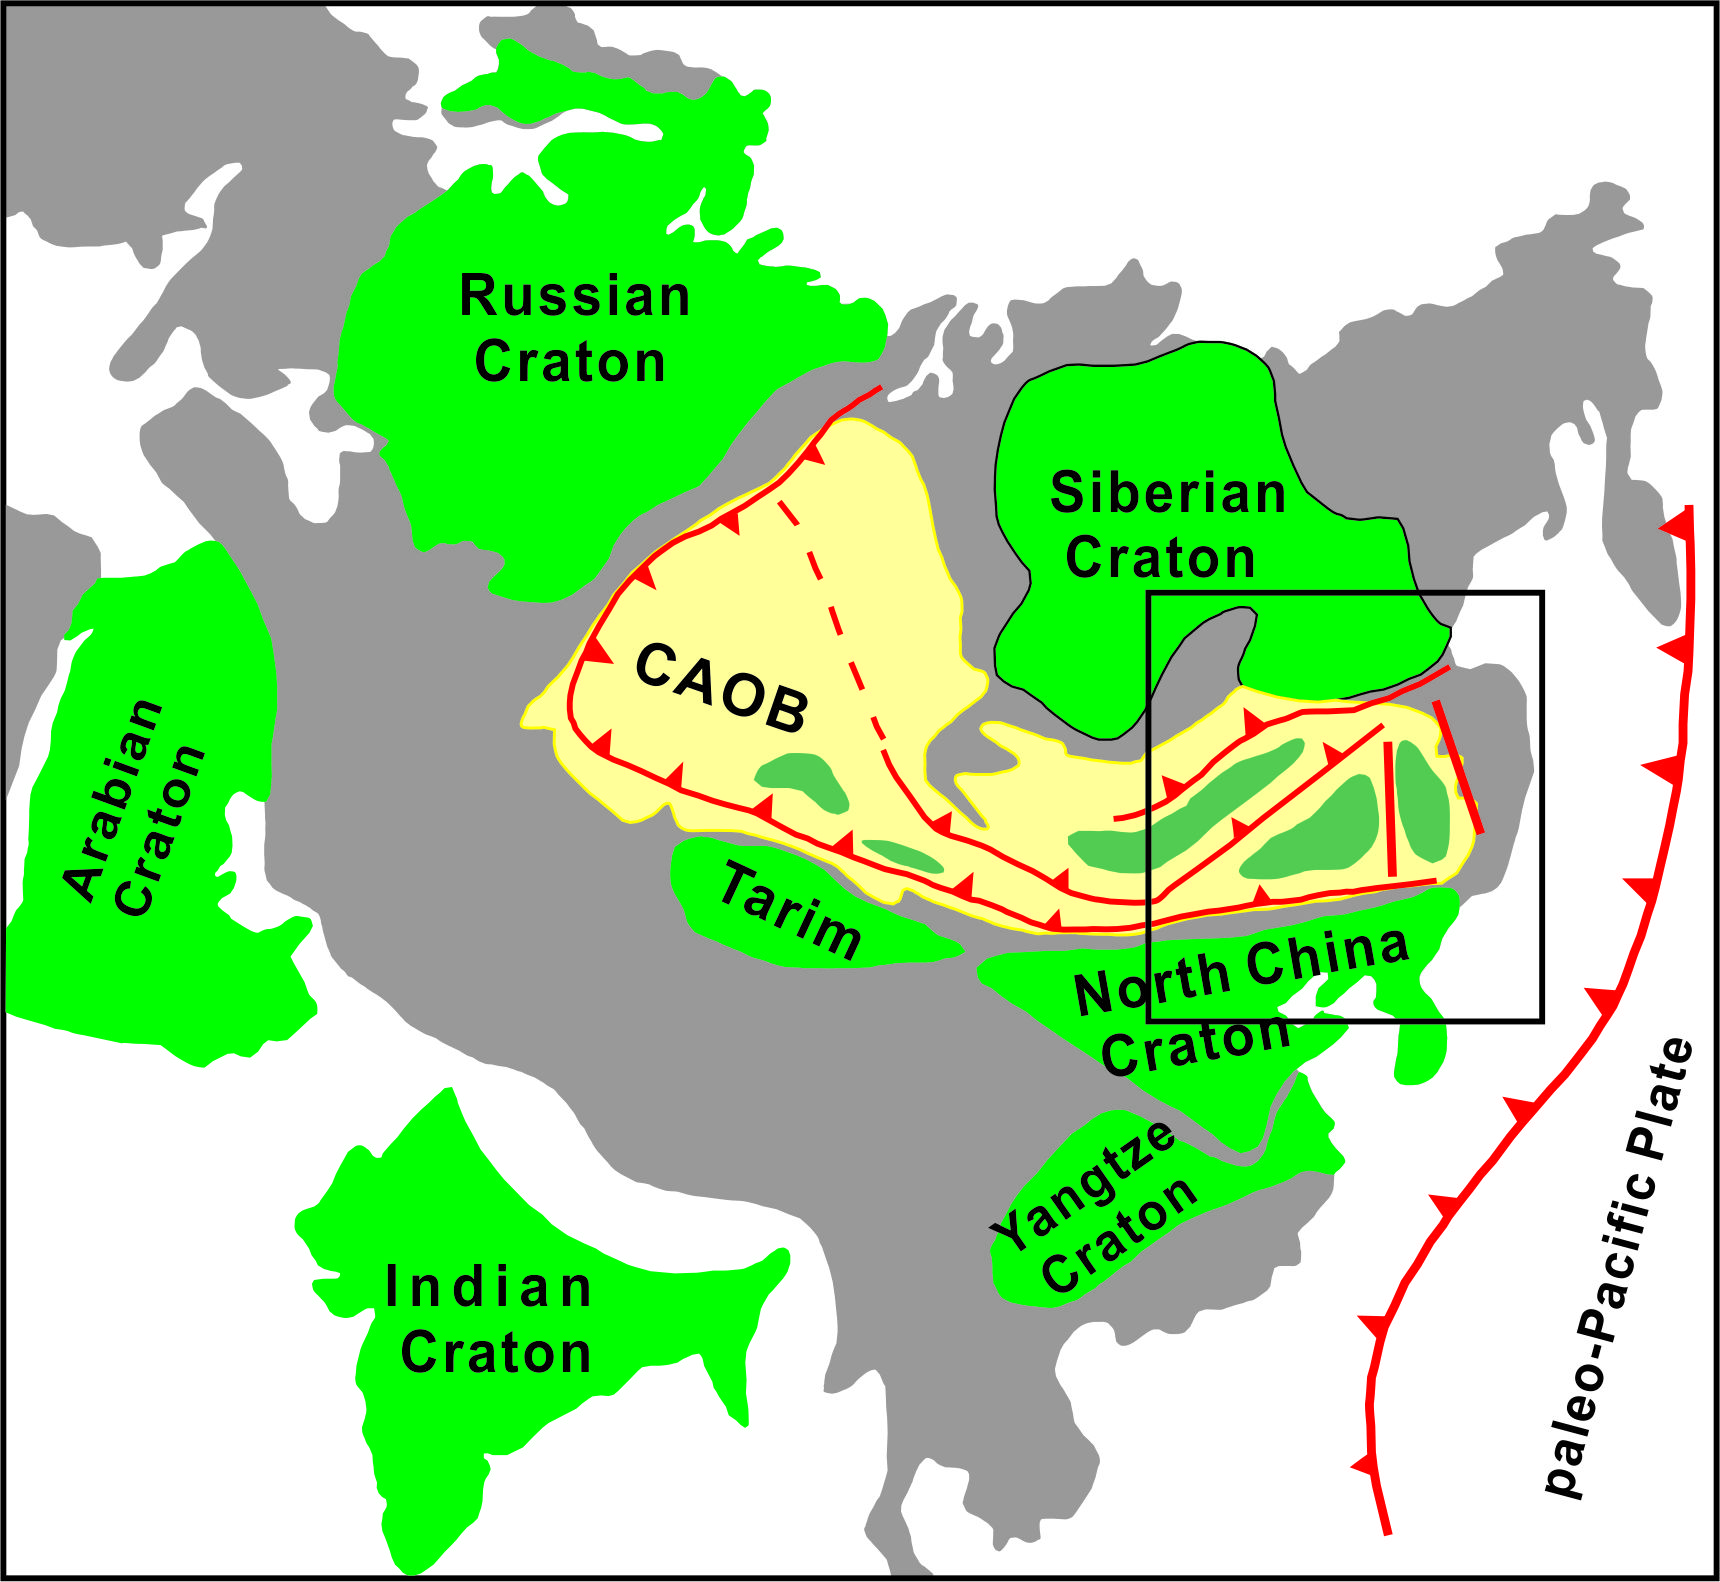 Russian
Craton
Siberian
Craton
CAOB
Arabian
Craton
Tarim
North China
Craton
Yangtze
Craton
Indian
Craton
paleo-Pacific Plate